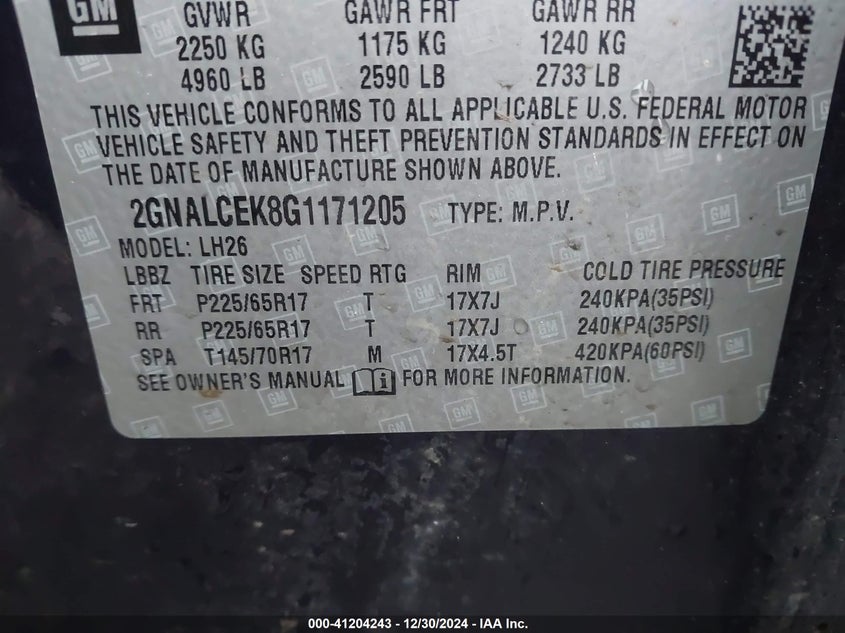 GM
GVWR GAWR FRT GAWR RR
2250 KG 1175 KG 1240 KG
4960 LB 2590 LB 2733 LB
THIS VEHICLE CONFORMS TO ALL APPLICABLE U.S. FEDERAL MOTOR
VEHICLE SAFETY AND THEFT PREVENTION STANDARDS IN EFFECT ON
THE DATE OF MANUFACTURE SHOWN ABOVE.
2GNALCEK8G1171205 TYPE: M.P.V.
MODEL: LH26
LBBZ TIRE SIZE SPEED RTG RIM COLD TIRE PRESSURE
FRT P225/65R17 T 17X7J 240KPA(35PSI)
RR P225/65R17 T 17X7J 240KPA(35PSI)
SPA T145/70R17 M 17X4.5T 420KPA(60PSI)
SEE OWNER'S MANUAL i FOR MORE INFORMATION.
000-41204243 - 12/30/2024 - IAA Inc.